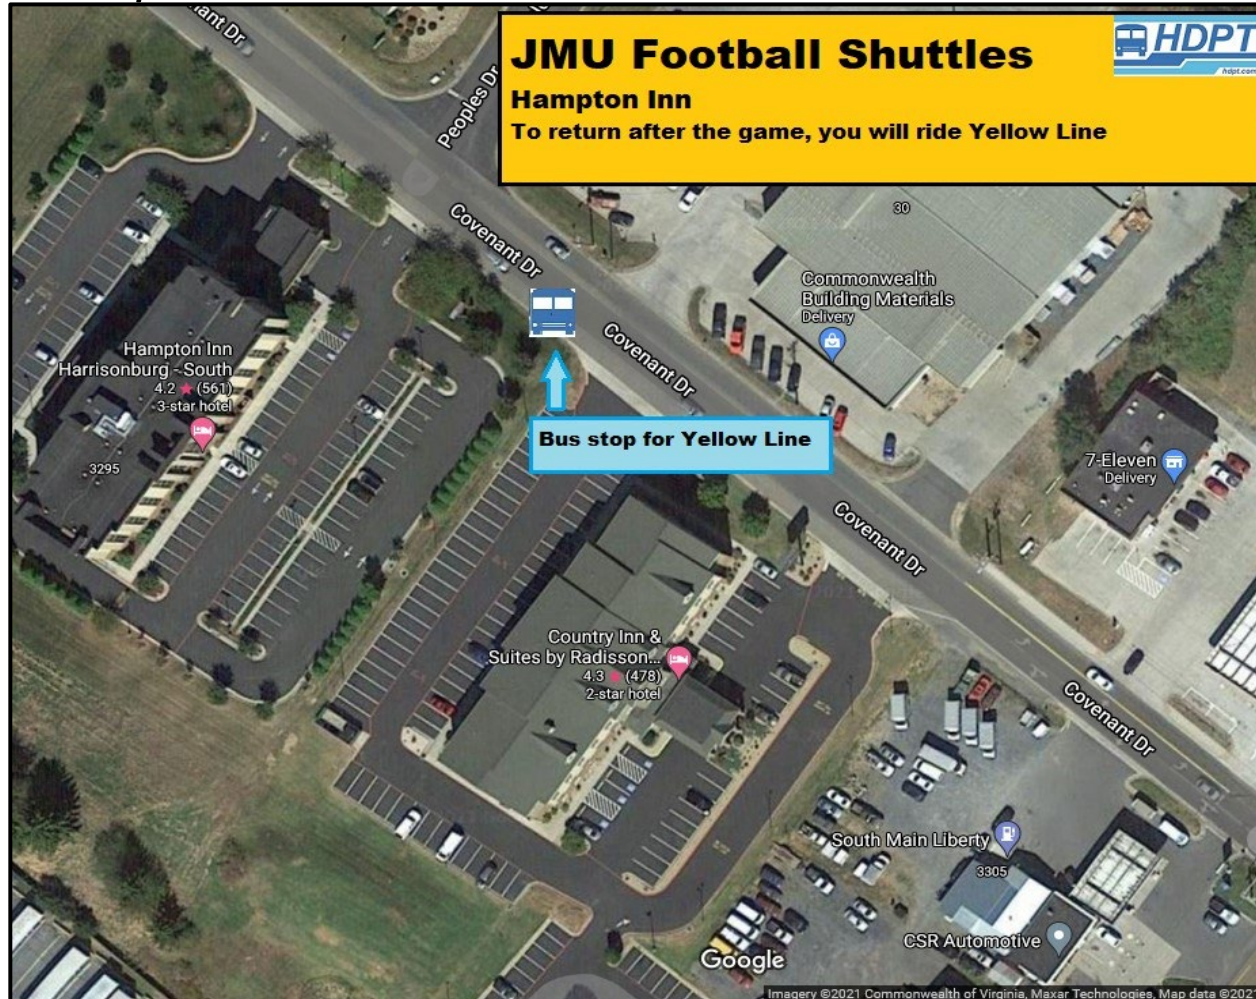 JMU Football Shuttles
HDPT
hdpt.com
Hampton Inn
To return after the game, you will ride Yellow Line
Peoples Dr
Covenant Dr
30
Commonwealth
Building Materials
Delivery
Covenant Dr
Hampton Inn
Harrisonburg - South
4.2 ★ (561)
3-star hotel
3295
Bus stop for Yellow Line
7-Eleven
Delivery
Covenant Dr
Country Inn &
Suites by Radisson...
4.3 ★ (478)
2-star hotel
Covenant Dr
South Main Liberty
3305
CSR Automotive
Google
Imagery ©2021 Commonwealth of Virginia, Maxar Technologies, Map data ©202